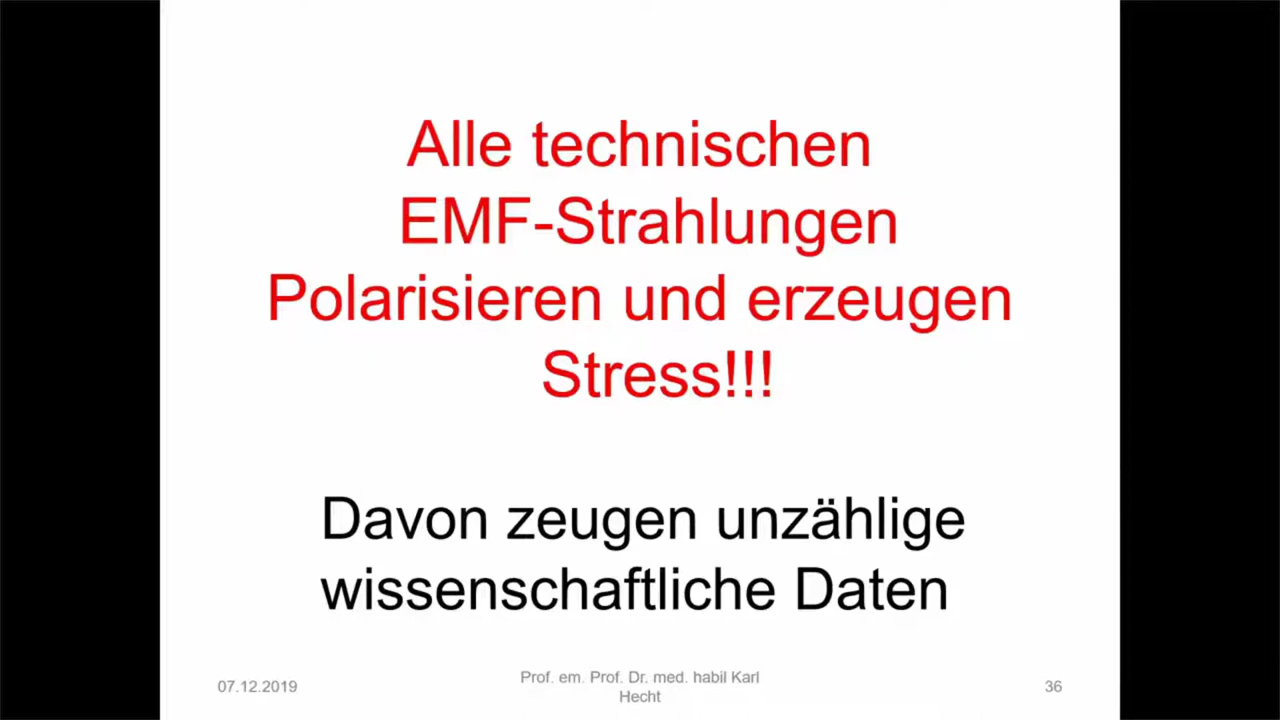 Alle technischen
EMF-Strahlungen
Polarisieren und erzeugen
Stress!!!
Davon zeugen unzählige
wissenschaftliche Daten
07.12.2019
Prof. em. Prof. Dr. med. habil Karl
Hecht
36